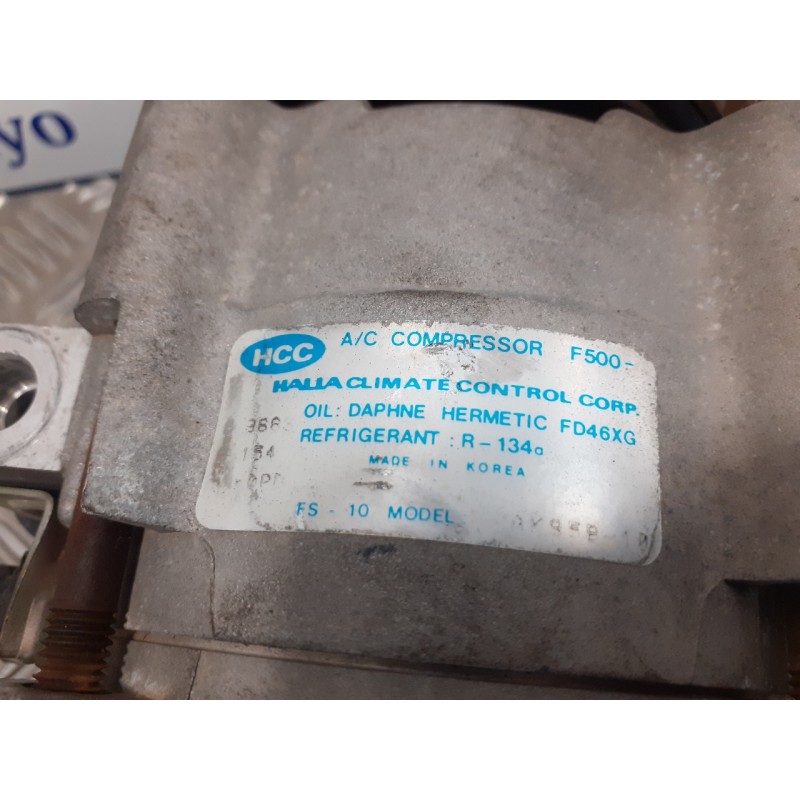 yo
HCC A/C COMPRESSOR F500-
HALLA CLIMATE CONTROL CORP.
OIL: DAPHNE HERMETIC FD46XG
REFRIGERANT : R-134a
MADE IN KOREA
FS - 10 MODEL